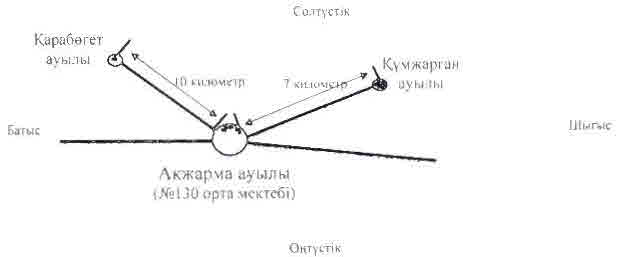 Солтүстік
Қарабөгет
ауылы
10 километр
7 километр
Құмжарған
ауылы
Батыс
Шығыс
Ақжарма ауылы
(№130 орта мектебі)
Оңтүстік